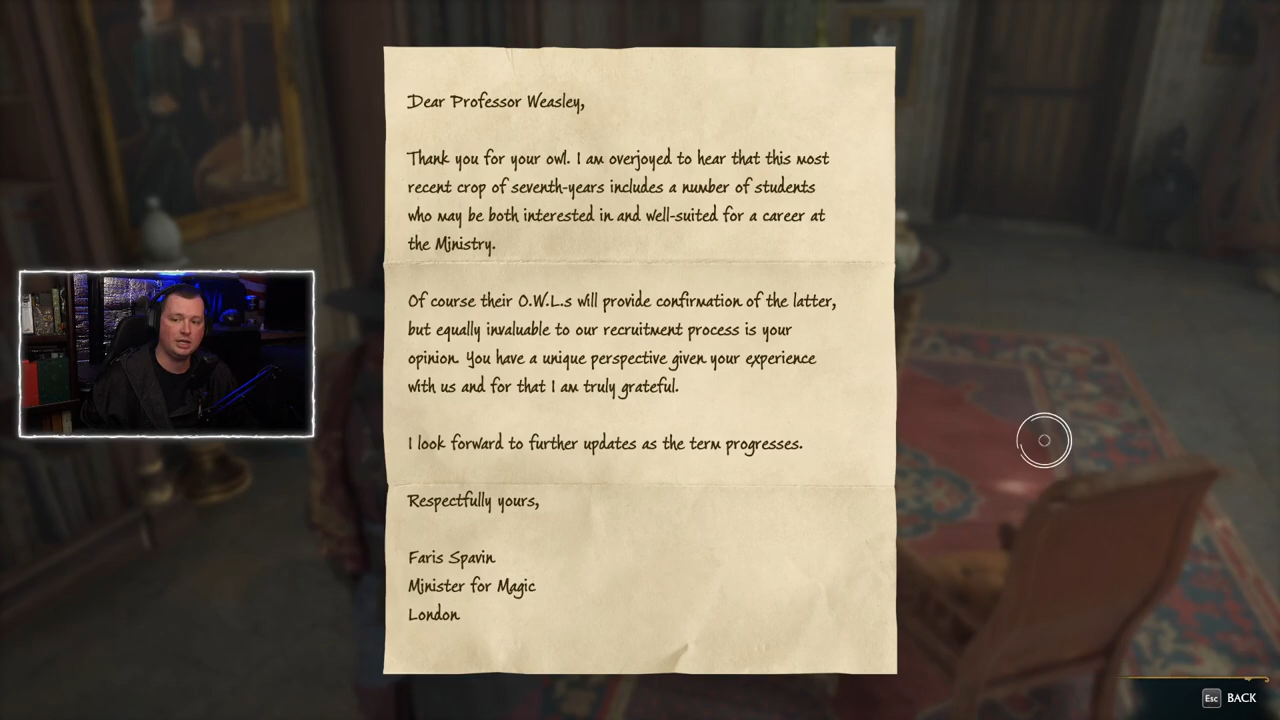 Dear Professor Weasley,
Thank you for your owl. I am overjoyed to hear that this most
recent crop of seventh-years includes a number of students
who may be both interested in and well-suited for a career at
the Ministry.
Of course their O.W.L.s will provide confirmation of the latter,
but equally invaluable to our recruitment process is your
opinion. You have a unique perspective given your experience
with us and for that I am truly grateful.
I look forward to further updates as the term progresses.
Respectfully yours,
Faris Spavin
Minister for Magic
London
Esc BACK